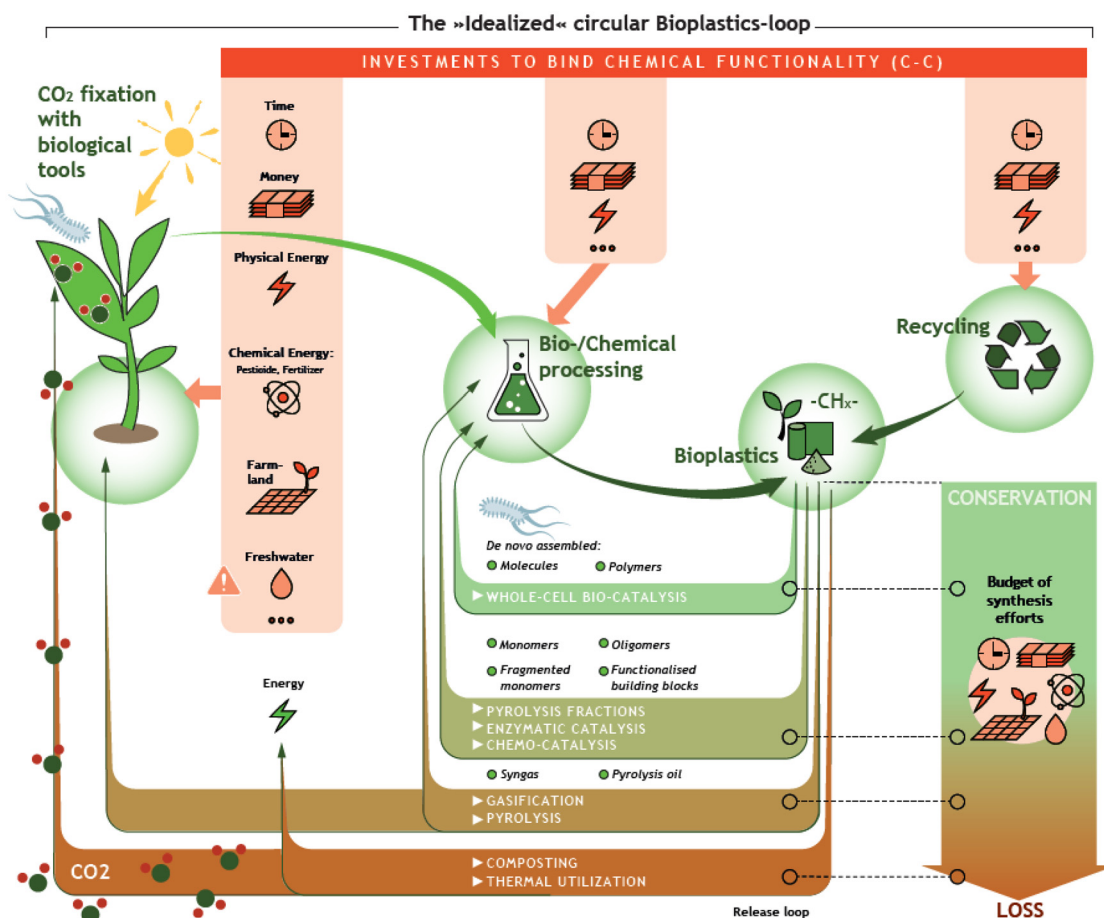 The »Idealized« circular Bioplastics-loop
INVESTMENTS TO BIND CHEMICAL FUNCTIONALITY (C-C)
CO₂ fixation
with
biological
tools
Time
Money
Physical Energy
Chemical Energy:
Pestioide, Fertilizer
Farm-
land
Freshwater
Bio-/Chemical
processing
Recycling
-CHₓ-
Bioplastics
CONSERVATION
De novo assembled:
Molecules
Polymers
WHOLE-CELL BIO-CATALYSIS
Budget of
synthesis
efforts
Monomers
Oligomers
Fragmented
monomers
Functionalised
building blocks
Energy
PYROLYSIS FRACTIONS
ENZYMATIC CATALYSIS
CHEMO-CATALYSIS
Syngas
Pyrolysis oil
GASIFICATION
PYROLYSIS
CO2
COMPOSTING
THERMAL UTILIZATION
Release loop
LOSS